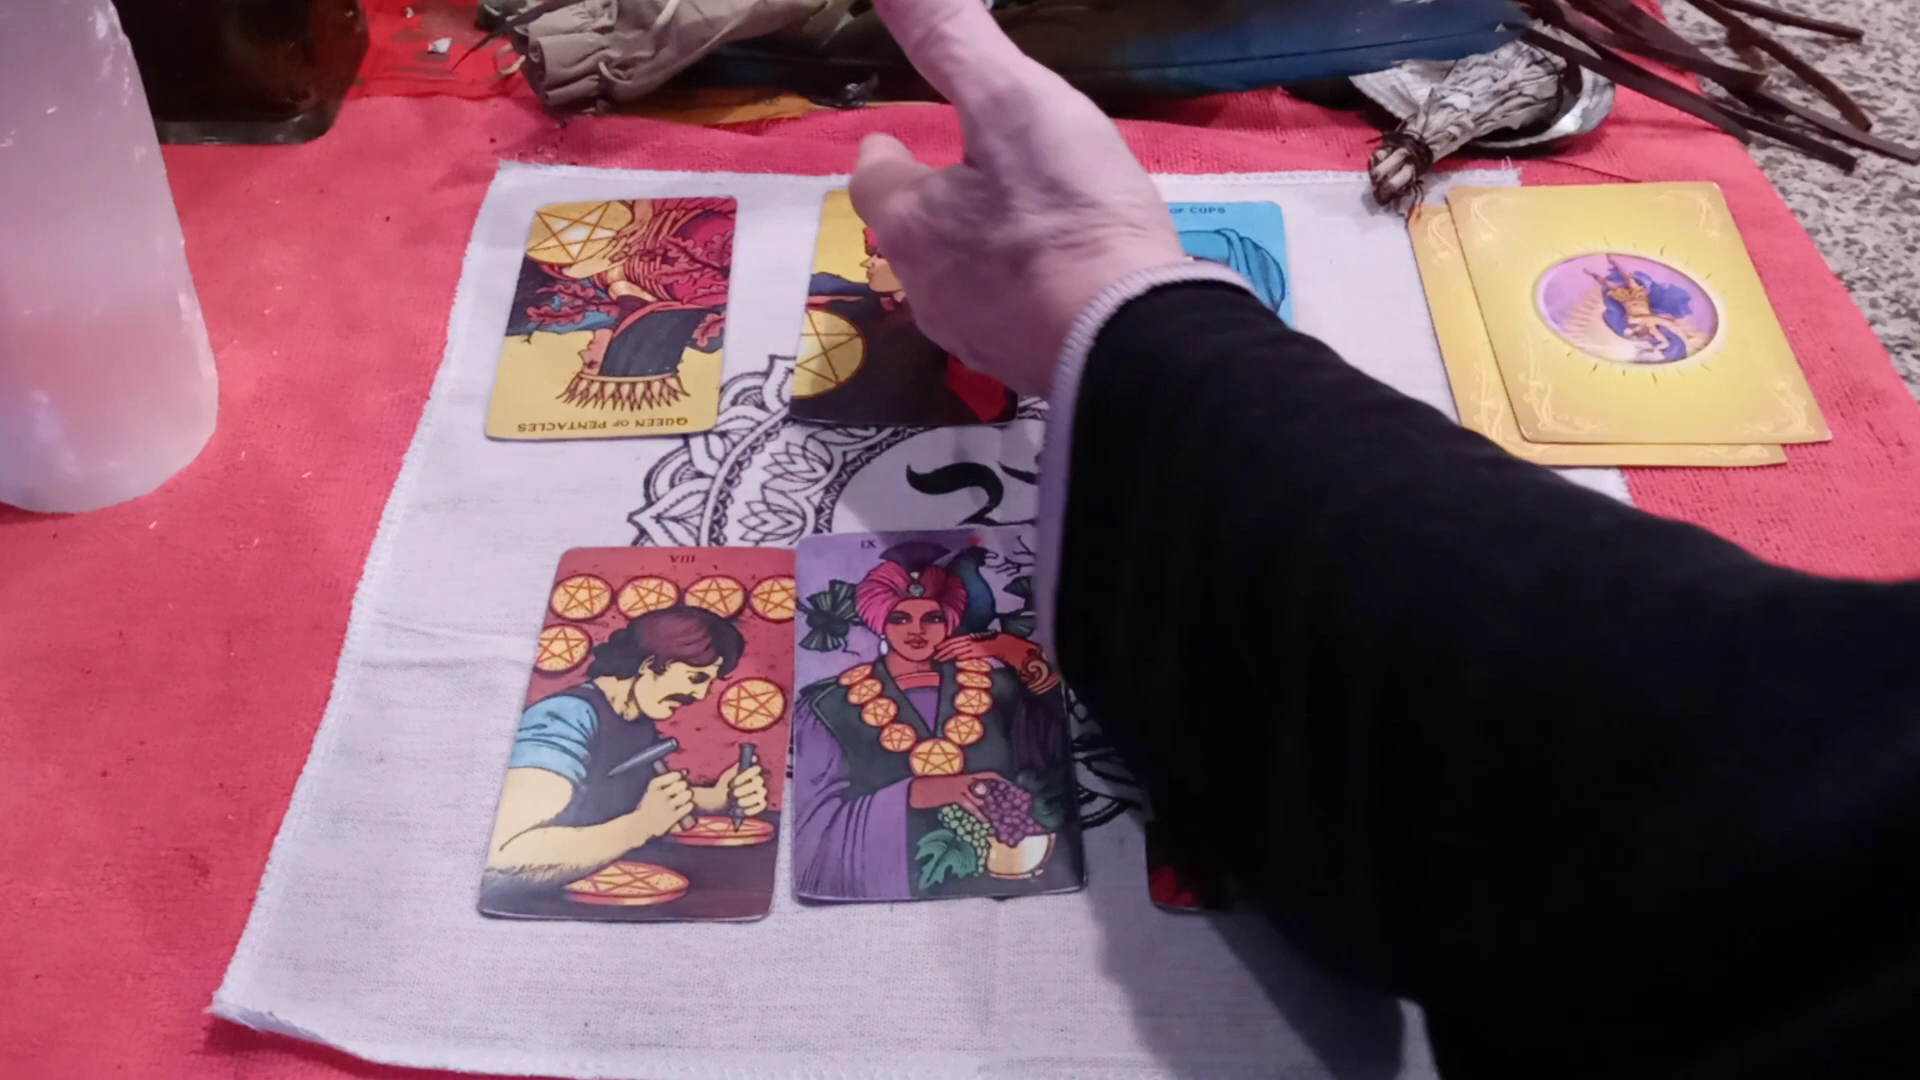 OF CUPS
QUEEN OF PENTACLES
VIII
IX